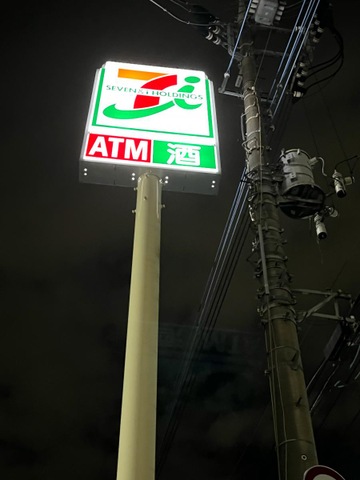 SEVEN & i HOLDINGS
ATM 酒